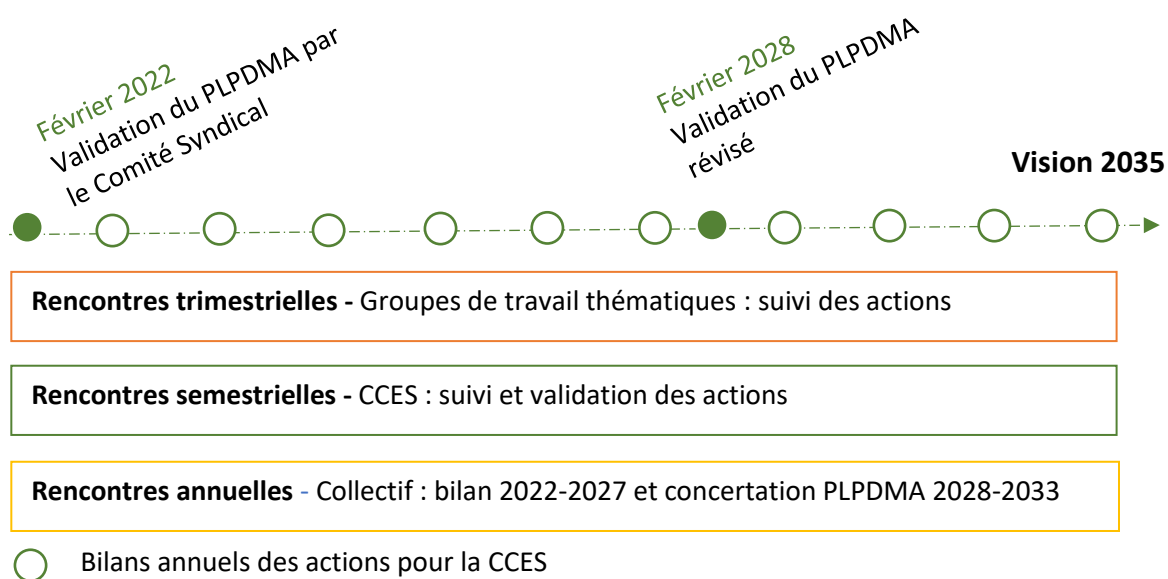 Février 2022
Validation du PLPDMA par
le Comité Syndical
Février 2028
Validation du PLPDMA
révisé
Vision 2035
Rencontres trimestrielles - Groupes de travail thématiques : suivi des actions
Rencontres semestrielles - CCES : suivi et validation des actions
Rencontres annuelles - Collectif : bilan 2022-2027 et concertation PLPDMA 2028-2033
Bilans annuels des actions pour la CCES